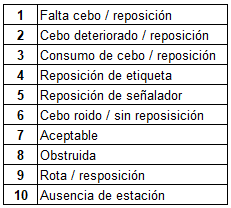 1 Falta cebo / reposición
2 Cebo deteriorado / reposición
3 Consumo de cebo / reposición
4 Reposición de etiqueta
5 Reposición de señalador
6 Cebo roido / sin reposisición
7 Aceptable
8 Obstruida
9 Rota / resposición
10 Ausencia de estación